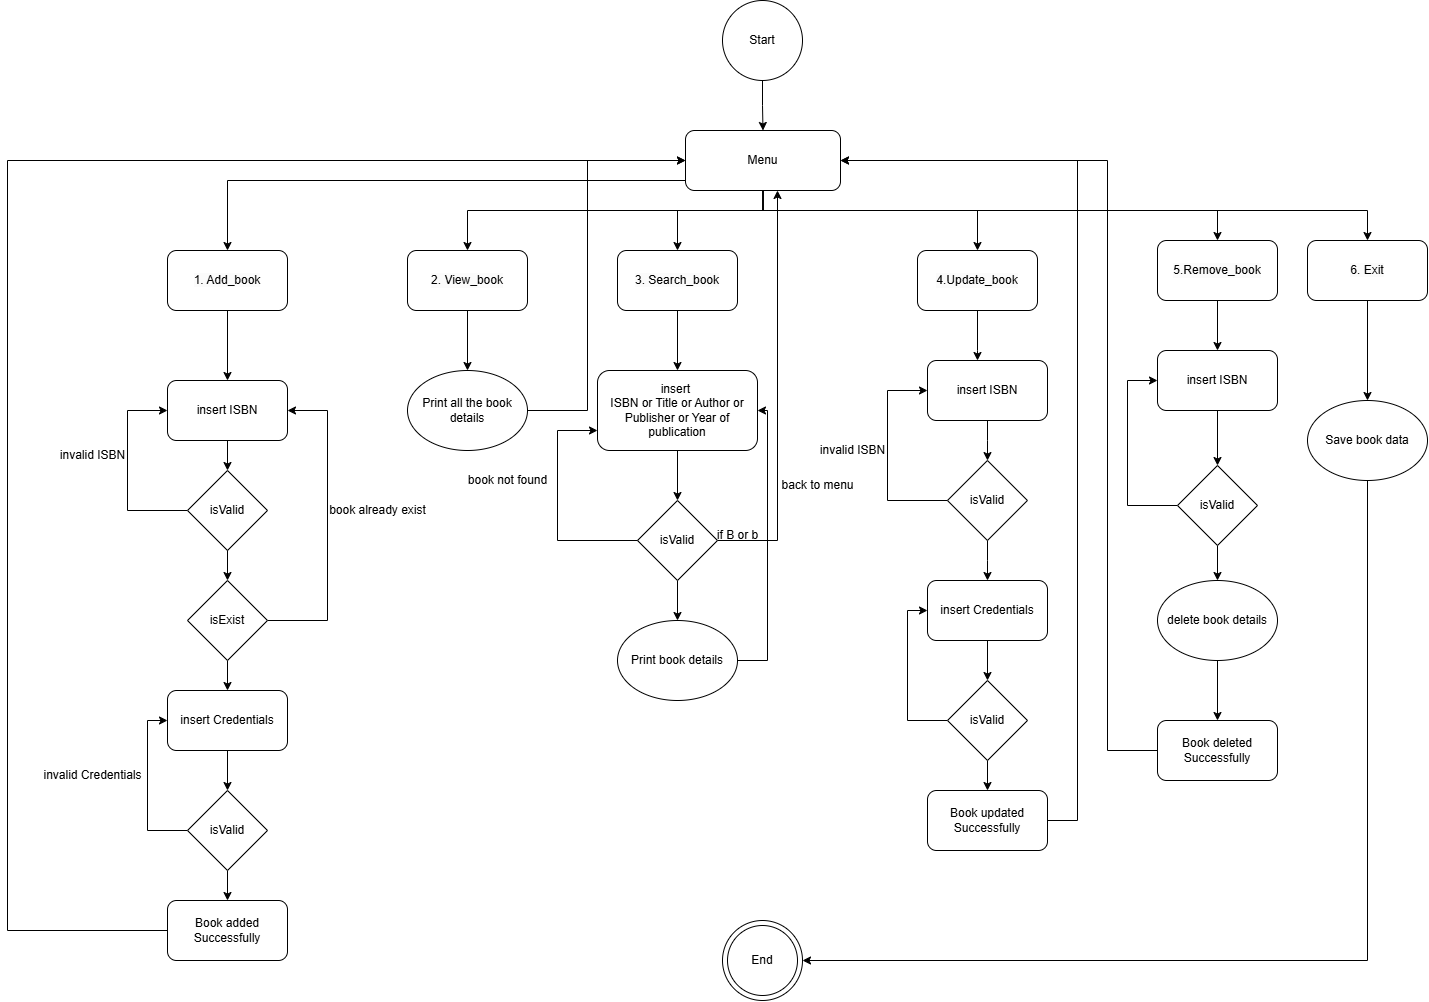 Start
Menu
1. Add_book
2. View_book
3. Search_book
4.Update_book
5.Remove_book
6. Exit
insert ISBN
invalid ISBN
isValid
book already exist
isExist
insert Credentials
invalid Credentials
isValid
Book added
Successfully
Print all the book
details
insert
ISBN or Title or Author or
Publisher or Year of
publication
book not found
back to menu
isValid
if B or b
Print book details
insert ISBN
invalid ISBN
isValid
insert Credentials
isValid
Book updated
Successfully
insert ISBN
isValid
delete book details
Book deleted
Successfully
Save book data
End